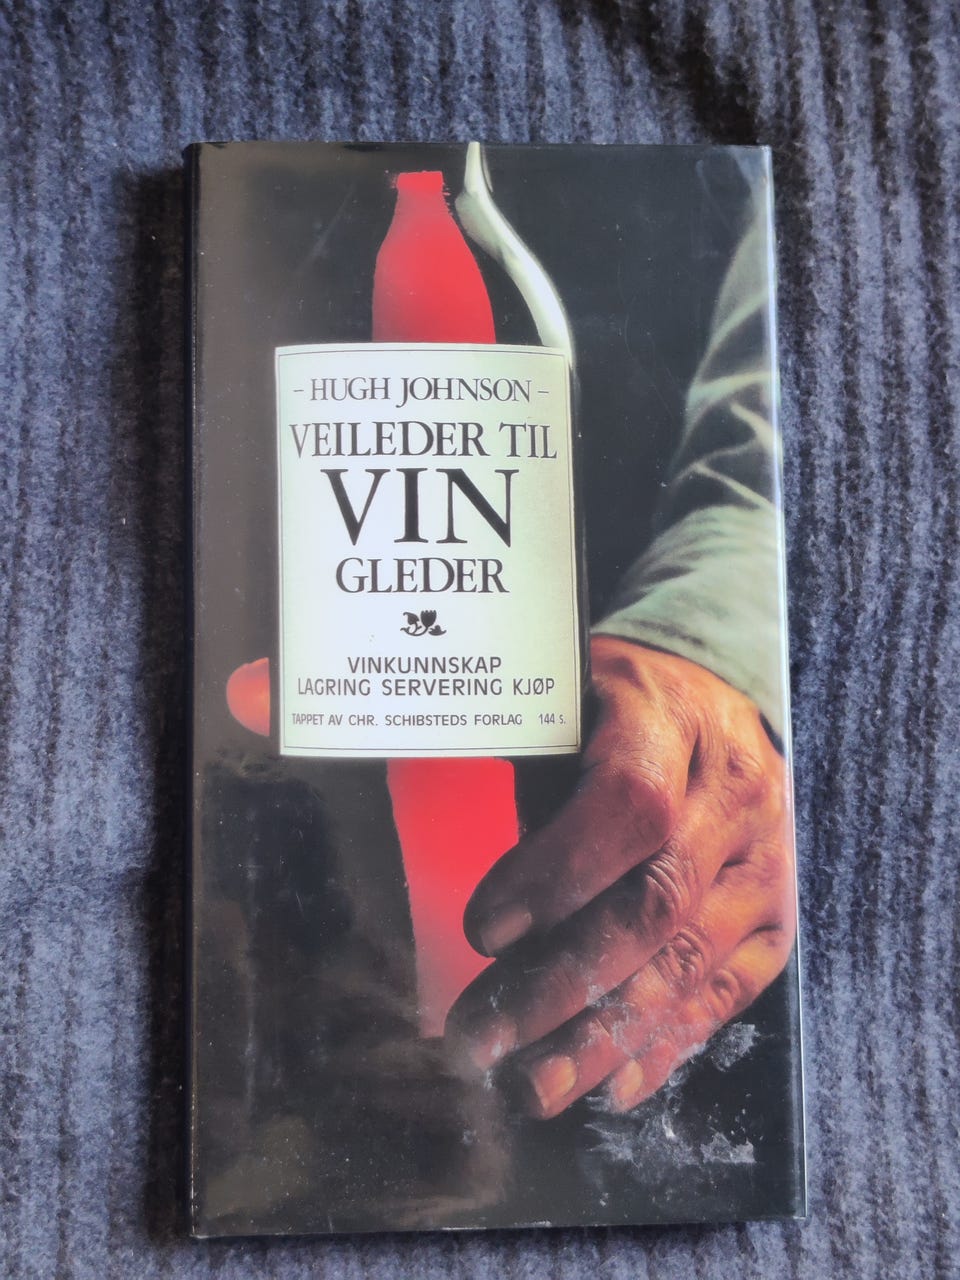 - HUGH JOHNSON -
VEILEDER TIL
VIN
GLEDER
VINKUNNSKAP
LAGRING SERVERING KJØP
TAPPET AV CHR. SCHIBSTEDS FORLAG 144 s.